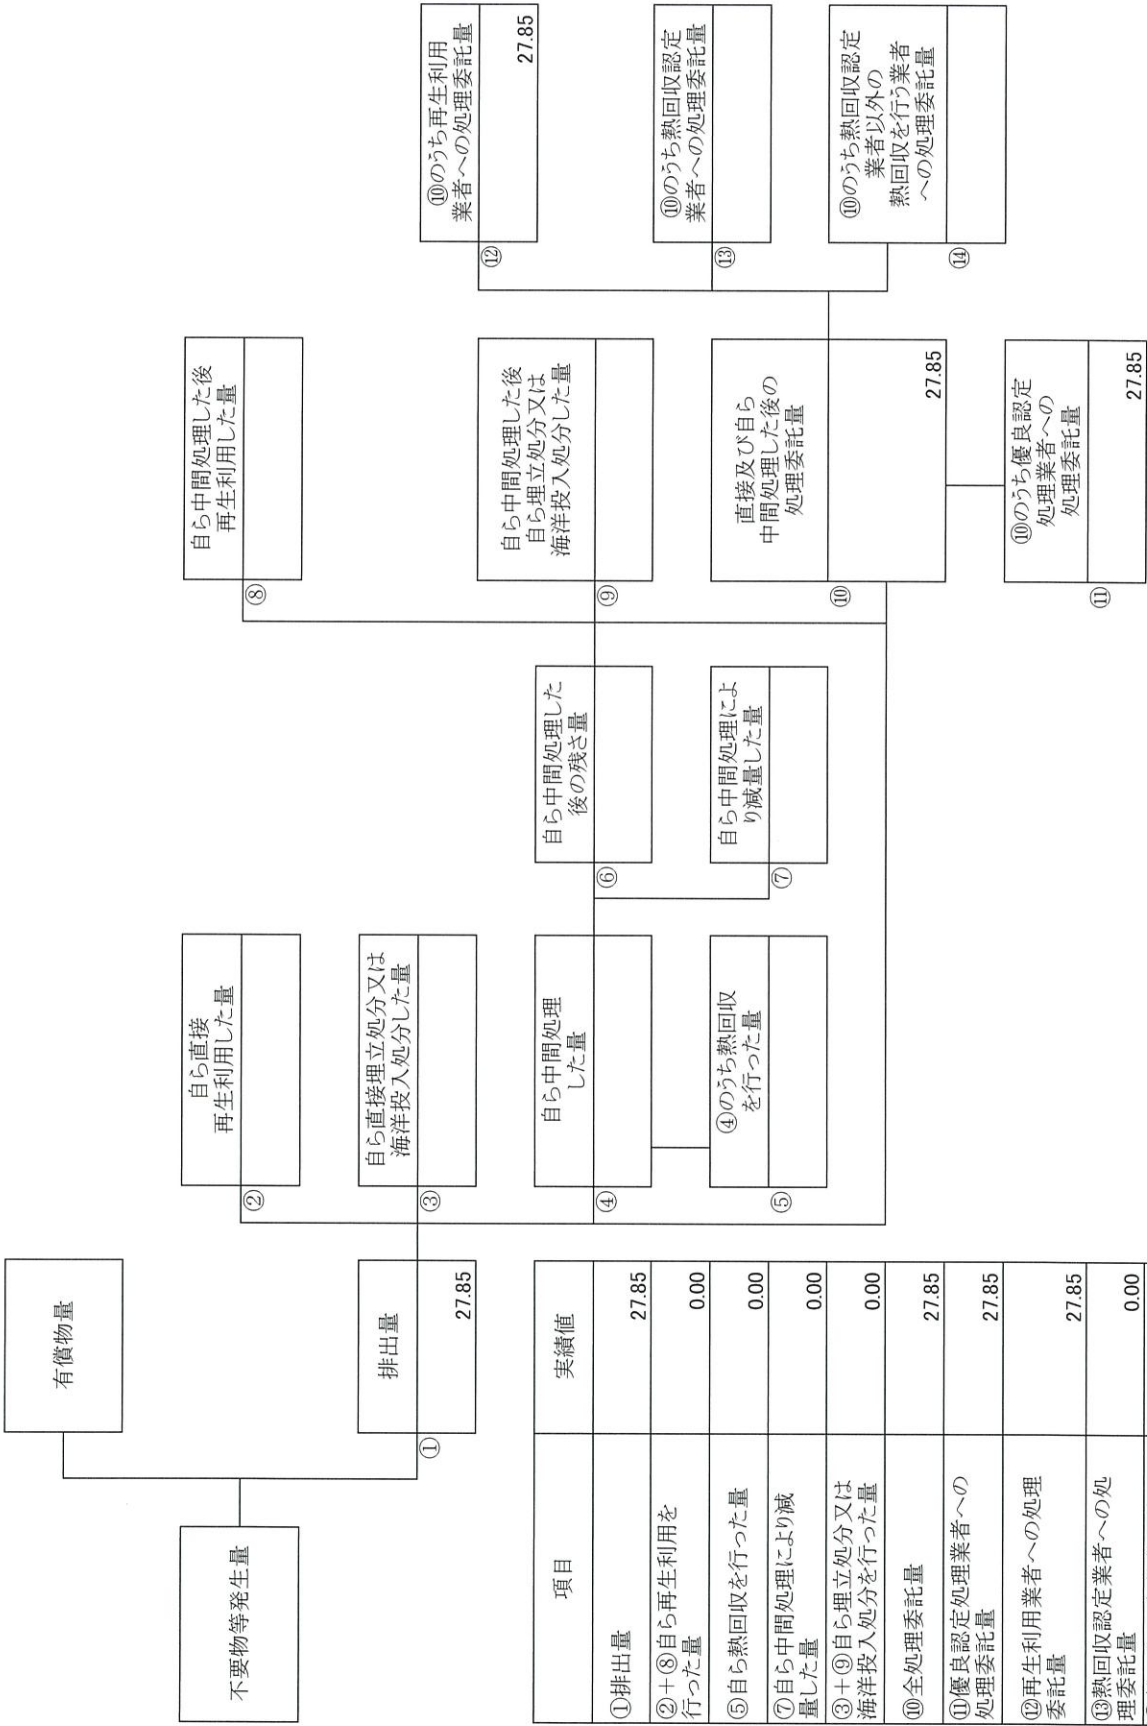 不要物等発生量
有償物量
排出量
①
27.85
自ら直接
再生利用した量
②
自ら直接埋立処分又は
海洋投入処分した量
③
自ら中間処理
した量
④
④のうち熱回収
を行った量
⑤
自ら中間処理した
後の残さ量
⑥
自ら中間処理によ
り減量した量
⑦
自ら中間処理した後
再生利用した量
⑧
自ら中間処理した後
自ら埋立処分又は
海洋投入処分した量
⑨
直接及び自ら
中間処理した後の
処理委託量
⑩
27.85
⑩のうち優良認定
処理業者への
処理委託量
⑪
27.85
⑩のうち再生利用
業者への処理委託量
⑫
27.85
⑩のうち熱回収認定
業者への処理委託量
⑬
⑩のうち熱回収認定
業者以外の
熱回収を行う業者
への処理委託量
⑭
項目
実績値
①排出量
27.85
②+⑧自ら再生利用を
行った量
0.00
⑤自ら熱回収を行った量
0.00
⑦自ら中間処理により減
量した量
0.00
③+⑨自ら埋立処分又は
海洋投入処分を行った量
0.00
⑩全処理委託量
27.85
⑪優良認定処理業者への
処理委託量
27.85
⑫再生利用業者への処理
委託量
27.85
⑬熱回収認定業者への処
理委託量
0.00